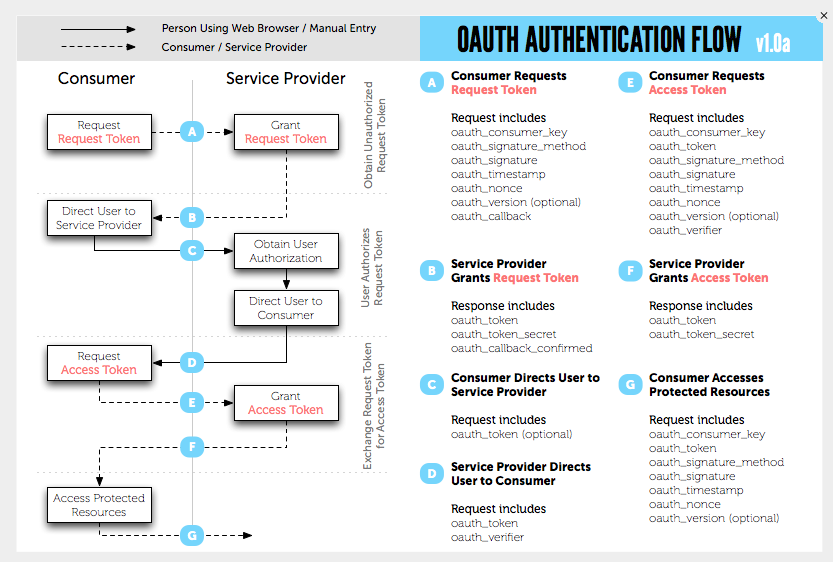 Person Using Web Browser / Manual Entry
Consumer / Service Provider
OAUTH AUTHENTICATION FLOW v1.0a
Consumer
Service Provider
Request
Request Token
A
Grant
Request Token
Obtain Unauthorized
Request Token
Direct User to
Service Provider
B
C
Obtain User
Authorization
Direct User to
Consumer
User Authorizes
Request Token
Request
Access Token
D
E
Grant
Access Token
F
Exchange Request Token
for Access Token
Access Protected
Resources
G
A
Consumer Requests
Request Token
Request includes
oauth_consumer_key
oauth_signature_method
oauth_signature
oauth_timestamp
oauth_nonce
oauth_version (optional)
oauth_callback
B
Service Provider
Grants Request Token
Response includes
oauth_token
oauth_token_secret
oauth_callback_confirmed
C
Consumer Directs User to
Service Provider
Request includes
oauth_token (optional)
D
Service Provider Directs
User to Consumer
Request includes
oauth_token
oauth_verifier
E
Consumer Requests
Access Token
Request includes
oauth_consumer_key
oauth_token
oauth_signature_method
oauth_signature
oauth_timestamp
oauth_nonce
oauth_version (optional)
oauth_verifier
F
Service Provider
Grants Access Token
Response includes
oauth_token
oauth_token_secret
G
Consumer Accesses
Protected Resources
Request includes
oauth_consumer_key
oauth_token
oauth_signature_method
oauth_signature
oauth_timestamp
oauth_nonce
oauth_version (optional)